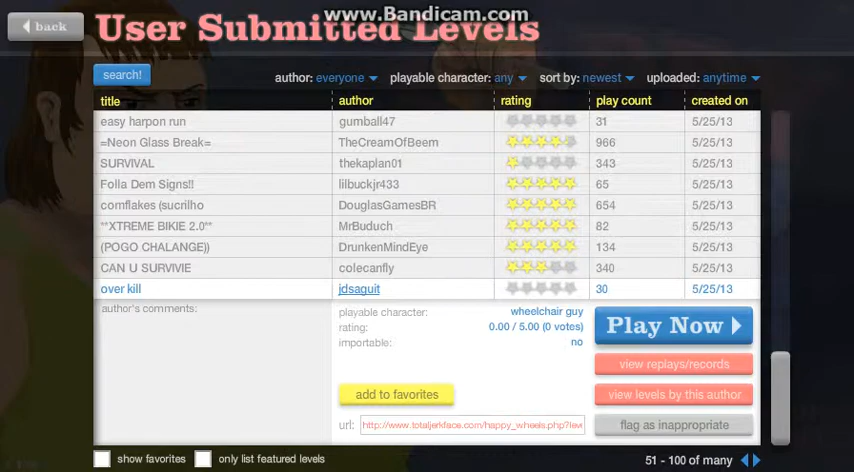 www.Bandicam.com
back
User Submitted Levels
search!
author: everyone playable character: any sort by: newest uploaded: anytime
title author rating play count created on
easy harpon run gumball47 31 5/25/13
=Neon Glass Break= TheCreamOfBeem 966 5/25/13
SURVIVAL thekaplan01 343 5/25/13
Folla Dem Signs!! lilbuckjr433 65 5/25/13
cornflakes (sucrilho DouglasGamesBR 654 5/25/13
**XTREME BIKIE 2.0** MrBuduch 82 5/25/13
(POGO CHALANGE)) DrunkenMindEye 134 5/25/13
CAN U SURVIVIE colecanfly 340 5/25/13
over kill jdsaguit 30 5/25/13
author's comments:
playable character: wheelchair guy
rating: 0.00 / 5.00 (0 votes)
importable: no
Play Now
view replays/records
add to favorites
view levels by this author
url: http://www.totaljerkface.com/happy_wheels.php?leve
flag as inappropriate
show favorites only list featured levels
51 - 100 of many